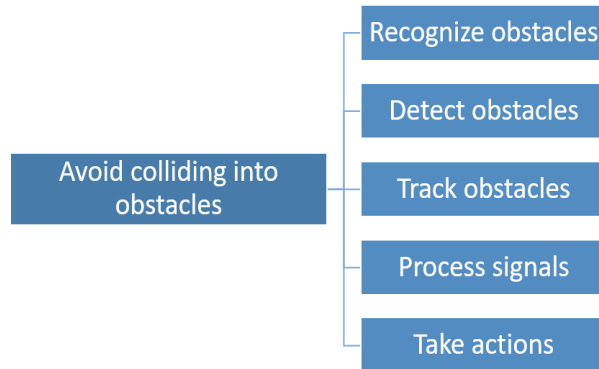 Recognize obstacles
Detect obstacles
Avoid colliding into
obstacles
Track obstacles
Process signals
Take actions